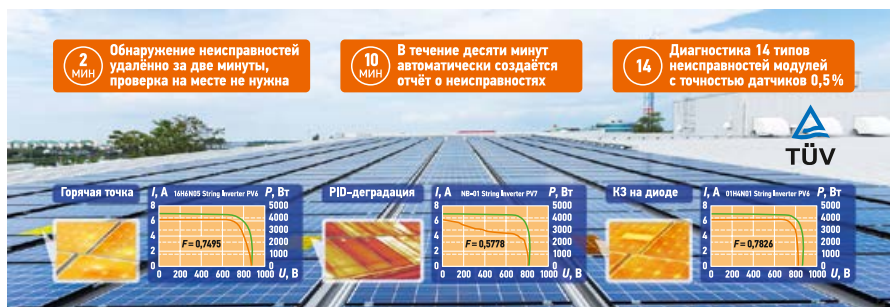 2 МИН
Обнаружение неисправностей
удалённо за две минуты,
проверка на месте не нужна
10 МИН
В течение десяти минут
автоматически создаётся
отчёт о неисправностях
14
Диагностика 14 типов
неисправностей модулей
с точностью датчиков 0,5%
TÜV
Горячая точка
I, А 16H6N05 String Inverter PV6 P, Вт
8 5000
6 4000
4 3000
2 2000
0 1000
0
F=0,7495
0 200 400 600 800 1000 U, В
PID-деградация
I, А NB-01 String Inverter PV7 P, Вт
8 5000
6 4000
4 3000
2 2000
0 1000
0
F=0,5778
0 200 400 600 800 1000 U, В
КЗ на диоде
I, А 01H4N01 String Inverter PV6 P, Вт
8 5000
6 4000
4 3000
2 2000
0 1000
0
F=0,7826
0 200 400 600 800 1000 U, В